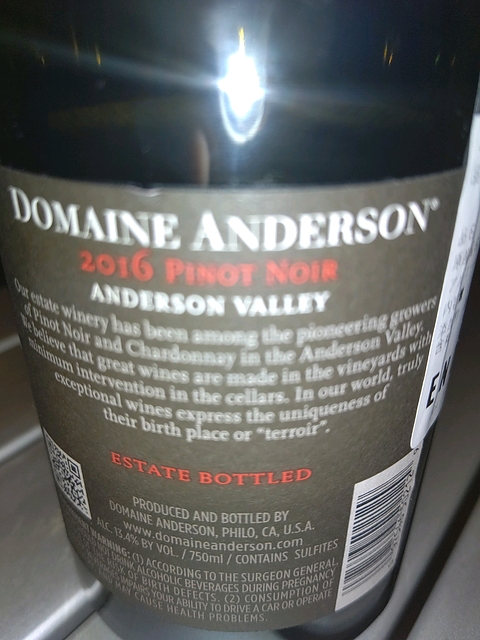 DOMAINE ANDERSON®
2016 PINOT NOIR
ANDERSON VALLEY
Our estate winery has been among the pioneering growers
of Pinot Noir and Chardonnay in the Anderson Valley.
We believe that great wines are made in the vineyards with
minimum intervention in the cellars. In our world, truly
exceptional wines express the uniqueness of
their birth place or "terroir".
ESTATE BOTTLED
PRODUCED AND BOTTLED BY
DOMAINE ANDERSON, PHILO, CA, U.S.A.
www.domaineanderson.com
ALC. 13.4% BY VOL. / 750ml / CONTAINS SULFITES
WARNING: (1) ACCORDING TO THE SURGEON GENERAL,
DRINK ALCOHOLIC BEVERAGES DURING PREGNANCY
OF BIRTH DEFECTS. (2) CONSUMPTION OF
YOUR ABILITY TO DRIVE A CAR OR OPERATE
CAUSE HEALTH PROBLEMS.
EN